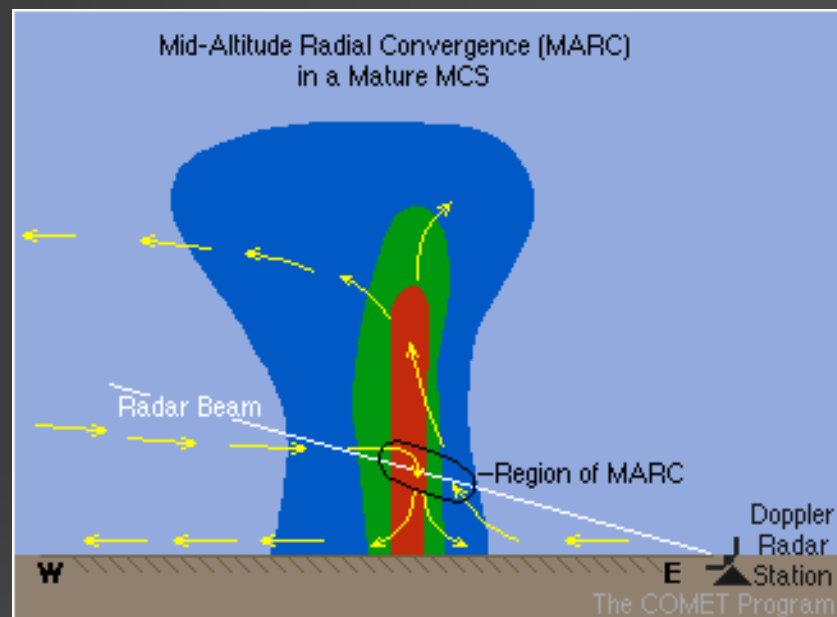 Mid-Altitude Radial Convergence (MARC)
in a Mature MCS
Radar Beam
Region of MARC
Doppler
Radar
Station
W
E
The COMET Program